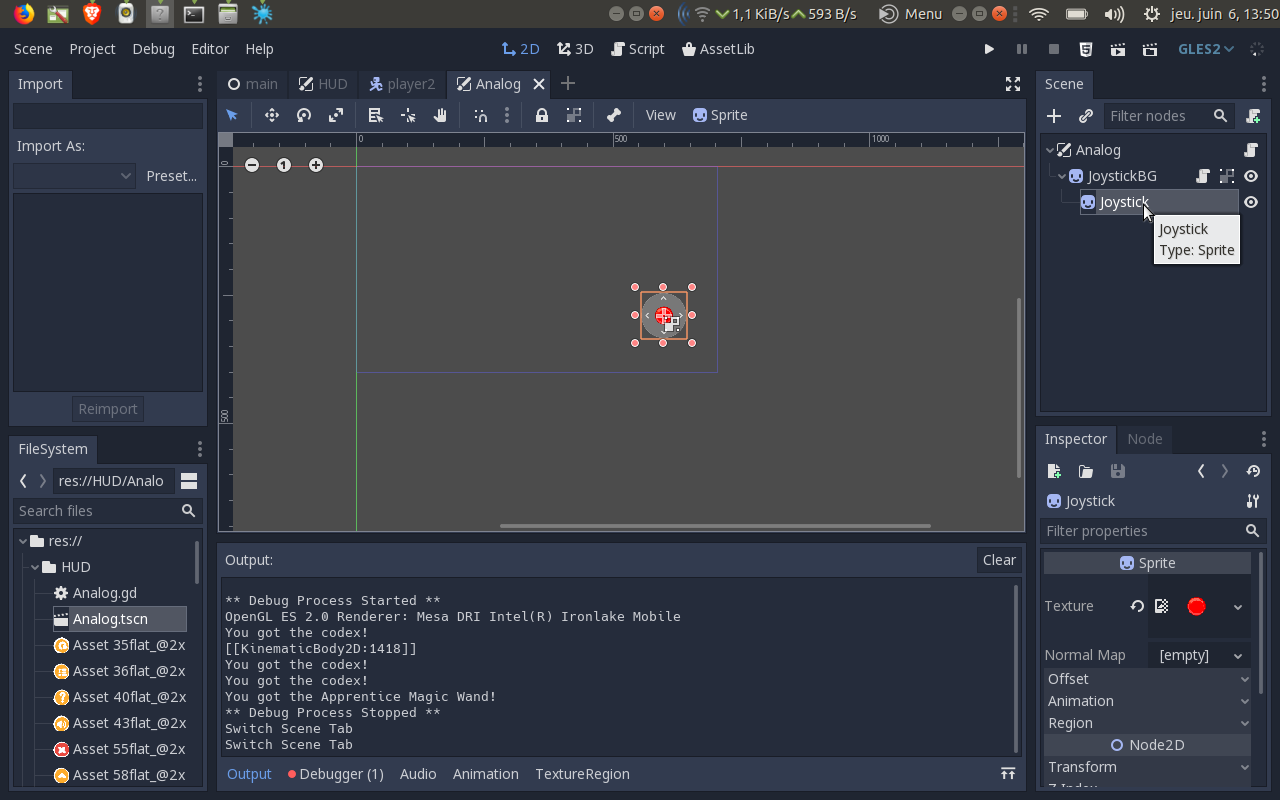 1,1 KiB/s 593 B/s Menu jeu. juin 6, 13:50
Scene Project Debug Editor Help 2D 3D Script AssetLib GLES2
Import
Import As:
Preset...
Reimport
FileSystem
res://HUD/Analo
Search files
res://
HUD
Analog.gd
Analog.tscn
Asset 35flat_@2x
Asset 36flat_@2x
Asset 40flat_@2x
Asset 43flat_@2x
Asset 55flat_@2x
Asset 58flat_@2x
main HUD player2 Analog
View Sprite
0 500 1000
0
1
500
Output:
Clear
** Debug Process Started **
OpenGL ES 2.0 Renderer: Mesa DRI Intel(R) Ironlake Mobile
You got the codex!
[[KinematicBody2D:1418]]
You got the codex!
You got the codex!
You got the Apprentice Magic Wand!
** Debug Process Stopped **
Switch Scene Tab
Switch Scene Tab
Output Debugger (1) Audio Animation TextureRegion
Scene
Filter nodes
Analog
JoystickBG
Joystick
Joystick
Type: Sprite
Inspector Node
Joystick
Filter properties
Sprite
Texture
Normal Map [empty]
Offset
Animation
Region
Node2D
Transform
Z Index